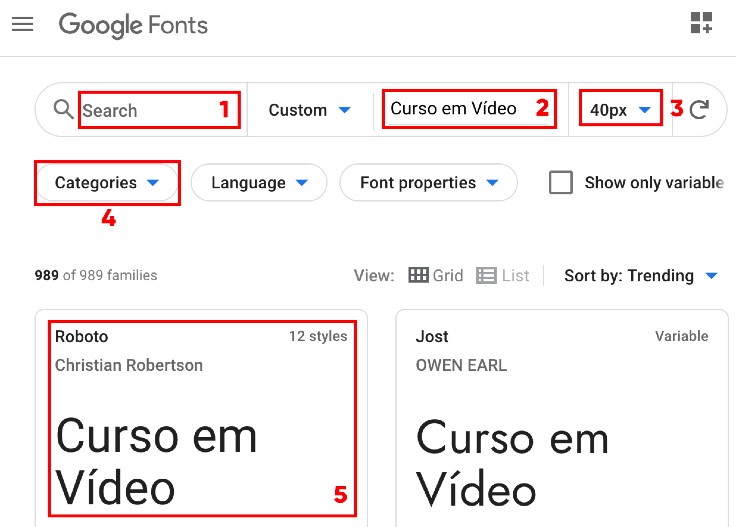 Google Fonts
Search 1 Custom Curso em Vídeo 2 40px 3
Categories Language Font properties Show only variable
4
989 of 989 families View: Grid List Sort by: Trending
Roboto 12 styles
Christian Robertson
Curso em
Vídeo
5
Jost Variable
OWEN EARL
Curso em
Vídeo